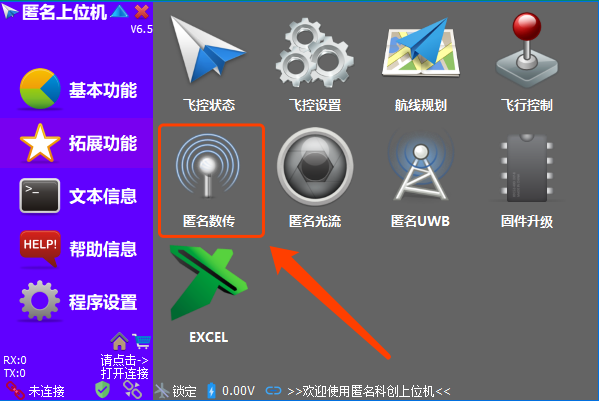 匿名上位机
V6.5
基本功能
拓展功能
>_
文本信息
HELP!
帮助信息
程序设置
RX:0
TX:0
请点击->
打开连接
未连接
飞控状态
飞控设置
航线规划
飞行控制
匿名数传
匿名光流
匿名UWB
固件升级
EXCEL
锁定
0.00V
>>欢迎使用匿名科创上位机<<